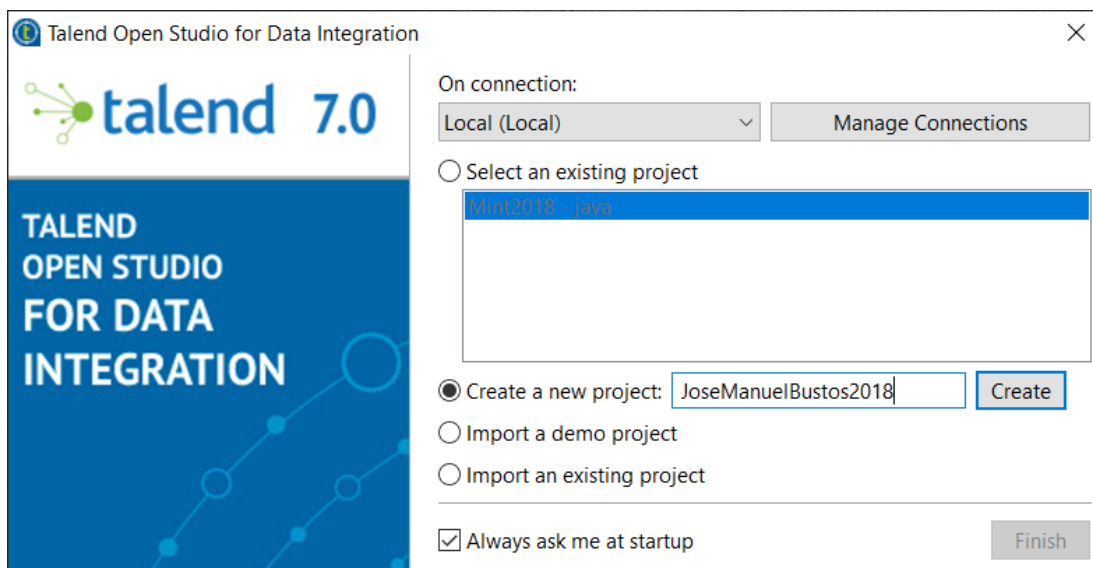 Talend Open Studio for Data Integration
talend 7.0
TALEND
OPEN STUDIO
FOR DATA
INTEGRATION
On connection:
Local (Local)
Manage Connections
Select an existing project
Mint2018 - java
Create a new project: JoseManuelBustos2018 Create
Import a demo project
Import an existing project
Always ask me at startup
Finish